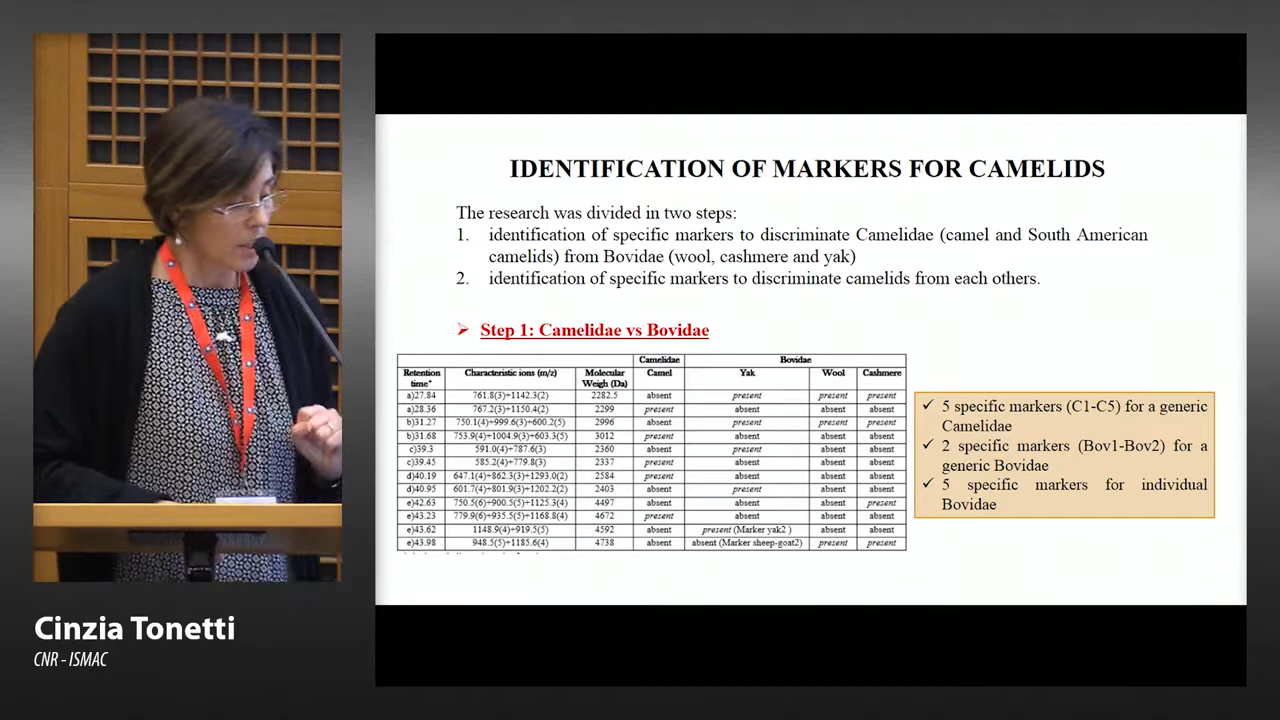 IDENTIFICATION OF MARKERS FOR CAMELIDS
The research was divided in two steps:
1. identification of specific markers to discriminate Camelidae (camel and South American
camelids) from Bovidae (wool, cashmere and yak)
2. identification of specific markers to discriminate camelids from each others.
➢ Step 1: Camelidae vs Bovidae
Camelidae Bovidae
Retention time* Characteristic ions (m/z) Molecular Weigh (Da) Camel Yak Wool Cashmere
a)27.84 761.8(3)+1142.3(2) 2282.5 absent present present present
a)28.36 767.2(3)+1150.4(2) 2299 present absent absent absent
b)31.27 750.1(4)+999.6(3)+600.2(5) 2996 absent present present present
b)31.68 753.9(4)+1004.9(3)+603.3(5) 3012 present absent absent absent
c)39.3 591.0(4)+787.6(3) 2360 absent present absent absent
c)39.45 585.2(4)+779.8(3) 2337 present absent absent absent
d)40.19 647.1(4)+862.3(3)+1293.0(2) 2584 present absent absent absent
d)40.95 601.7(4)+801.9(3)+1202.2(2) 2403 absent present absent absent
e)42.63 750.5(6)+900.5(5)+1125.3(4) 4497 absent absent absent absent
e)43.23 779.9(6)+935.5(5)+1168.8(4) 4672 present absent absent absent
e)43.62 1148.9(4)+919.5(5) 4592 absent present (Marker yak2 ) absent absent
e)43.98 948.5(5)+1185.6(4) 4738 absent absent (Marker sheep-goat2) present present
✓ 5 specific markers (C1-C5) for a generic
Camelidae
✓ 2 specific markers (Bov1-Bov2) for a
generic Bovidae
✓ 5 specific markers for individual
Bovidae
Cinzia Tonetti
CNR - ISMAC